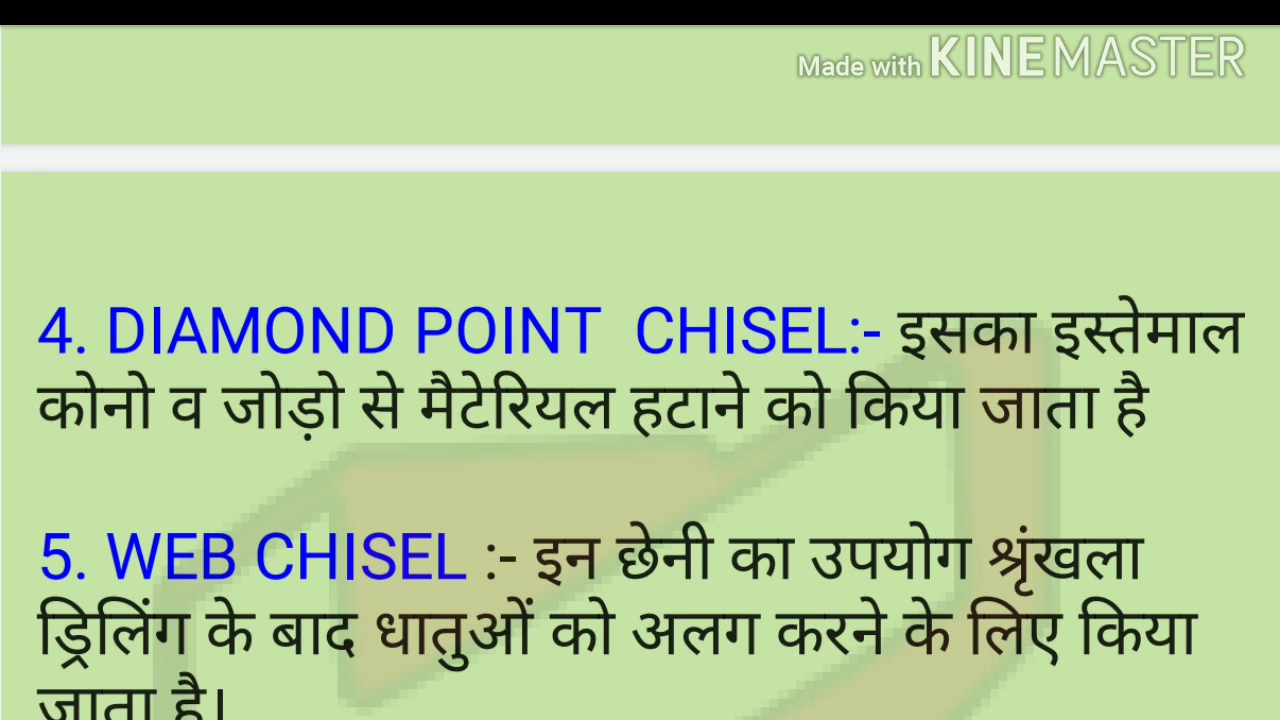 Made with KINEMASTER
4. DIAMOND POINT CHISEL:- इसका इस्तेमाल
कोनो व जोड़ो से मैटेरियल हटाने को किया जाता है
5. WEB CHISEL :- इन छेनी का उपयोग श्रृंखला
ड्रिलिंग के बाद धातुओं को अलग करने के लिए किया
जाता है।